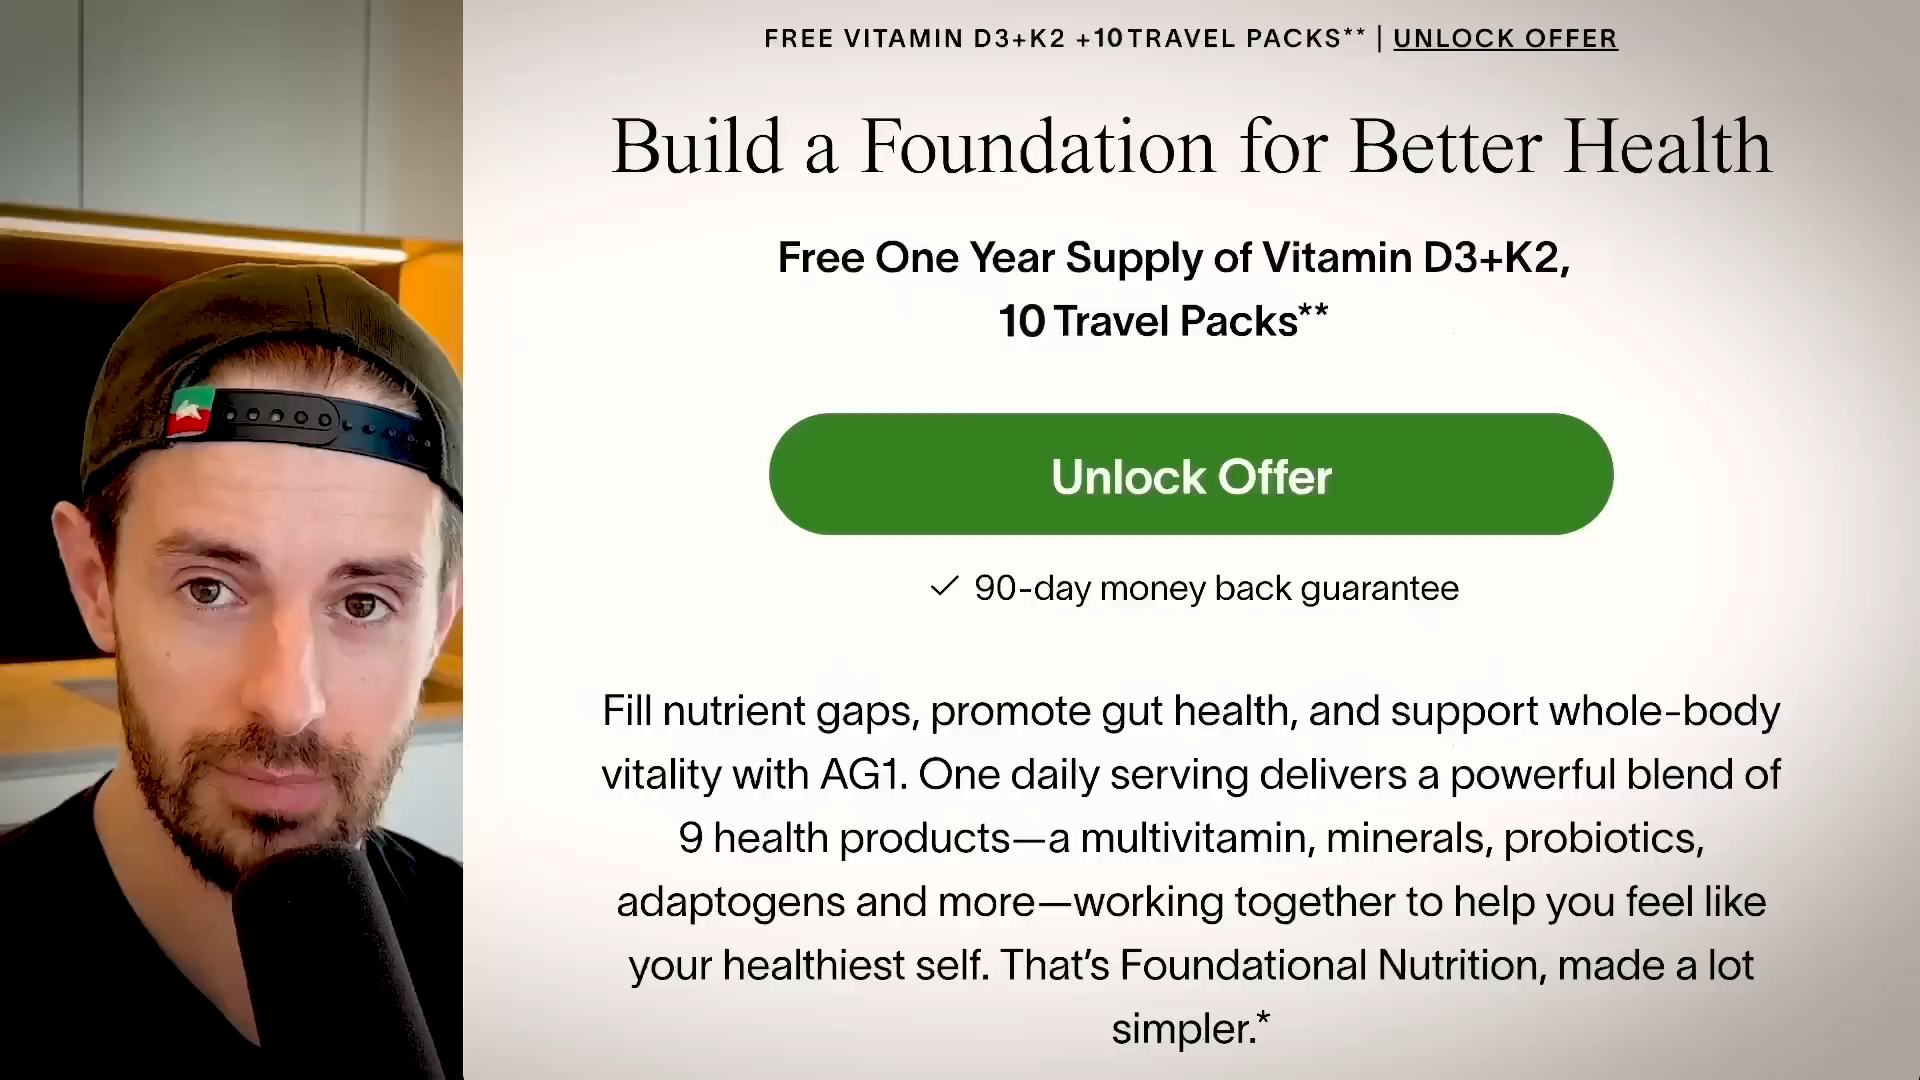 FREE VITAMIN D3+K2 +10 TRAVEL PACKS** | UNLOCK OFFER
Build a Foundation for Better Health
Free One Year Supply of Vitamin D3+K2,
10 Travel Packs**
Unlock Offer
✓ 90-day money back guarantee
Fill nutrient gaps, promote gut health, and support whole-body
vitality with AG1. One daily serving delivers a powerful blend of
9 health products—a multivitamin, minerals, probiotics,
adaptogens and more—working together to help you feel like
your healthiest self. That’s Foundational Nutrition, made a lot
simpler.*